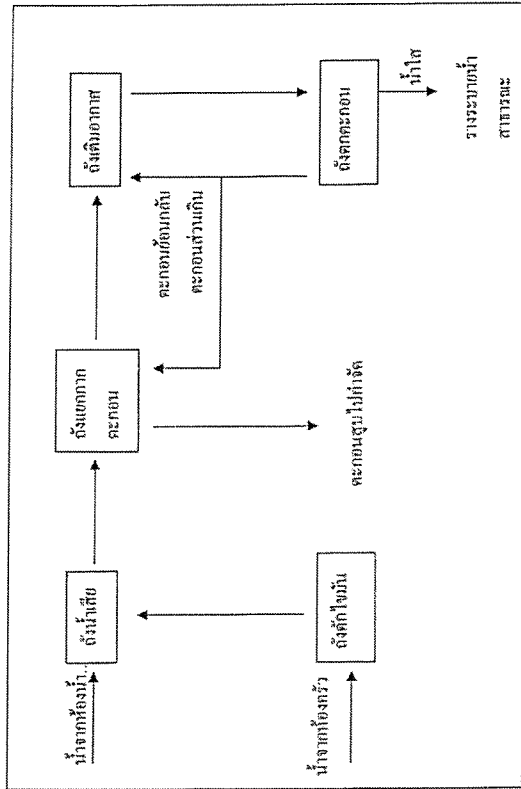 น้ำจากห้องน้ำ..
ถังน้ำเสีย
ถังแยกกาก
ตะกอน
ถังเติมอากาศ
ตะกอนย้อนกลับ
ตะกอนส่วนเกิน
น้ำจากห้องครัว
ถังดักไขมัน
ตะกอนสูบไปกำจัด
ถังตกตะกอน
น้ำใส
รางระบายน้ำ
สาธารณะ